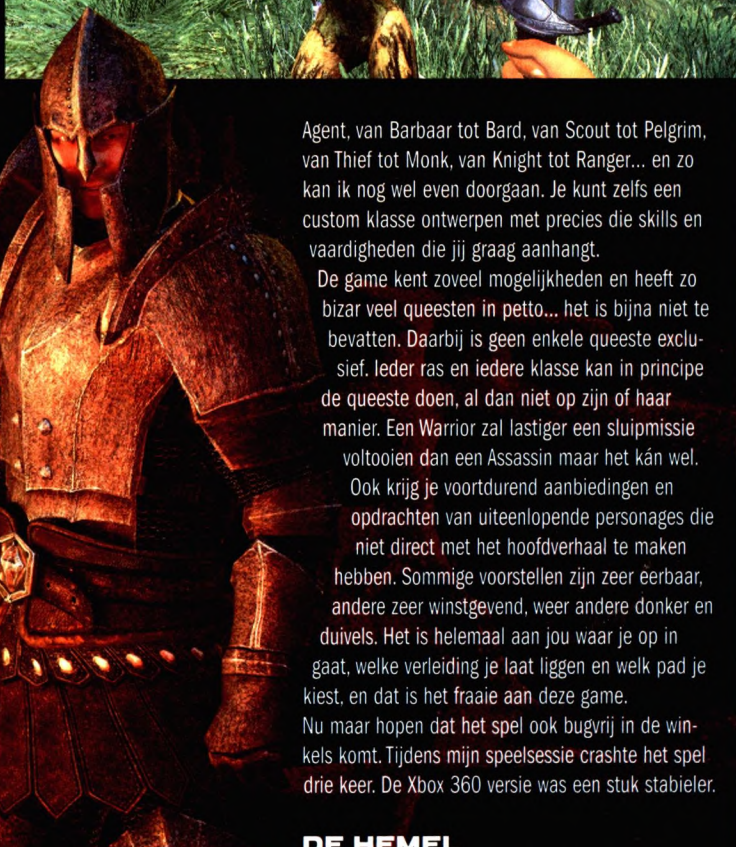 Agent, van Barbaar tot Bard, van Scout tot Pelgrim,
van Thief tot Monk, van Knight tot Ranger... en zo
kan ik nog wel even doorgaan. Je kunt zelfs een
custom klasse ontwerpen met precies die skills en
vaardigheden die jij graag aanhangt.
De game kent zoveel mogelijkheden en heeft zo
bizar veel queesten in petto... het is bijna niet te
bevatten. Daarbij is geen enkele queeste exclu-
sief. Ieder ras en iedere klasse kan in principe
de queeste doen, al dan niet op zijn of haar
manier. Een Warrior zal lastiger een sluipmissie
voltooien dan een Assassin maar het kán wel.
Ook krijg je voortdurend aanbiedingen en
opdrachten van uiteenlopende personages die
niet direct met het hoofdverhaal te maken
hebben. Sommige voorstellen zijn zeer eerbaar,
andere zeer winstgevend, weer andere donker en
duivels. Het is helemaal aan jou waar je op in
gaat, welke verleiding je laat liggen en welk pad je
kiest, en dat is het fraaie aan deze game.
Nu maar hopen dat het spel ook bugvrij in de win-
kels komt. Tijdens mijn speelsessie crashte het spel
drie keer. De Xbox 360 versie was een stuk stabieler.
DE HEMEL